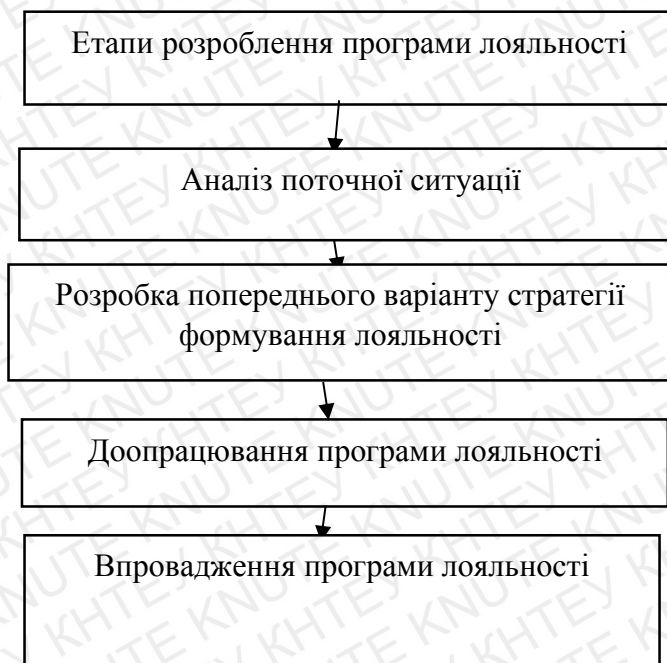 Етапи розроблення програми лояльності
Аналіз поточної ситуації
Розробка попереднього варіанту стратегії
формування лояльності
Доопрацювання програми лояльності
Впровадження програми лояльності